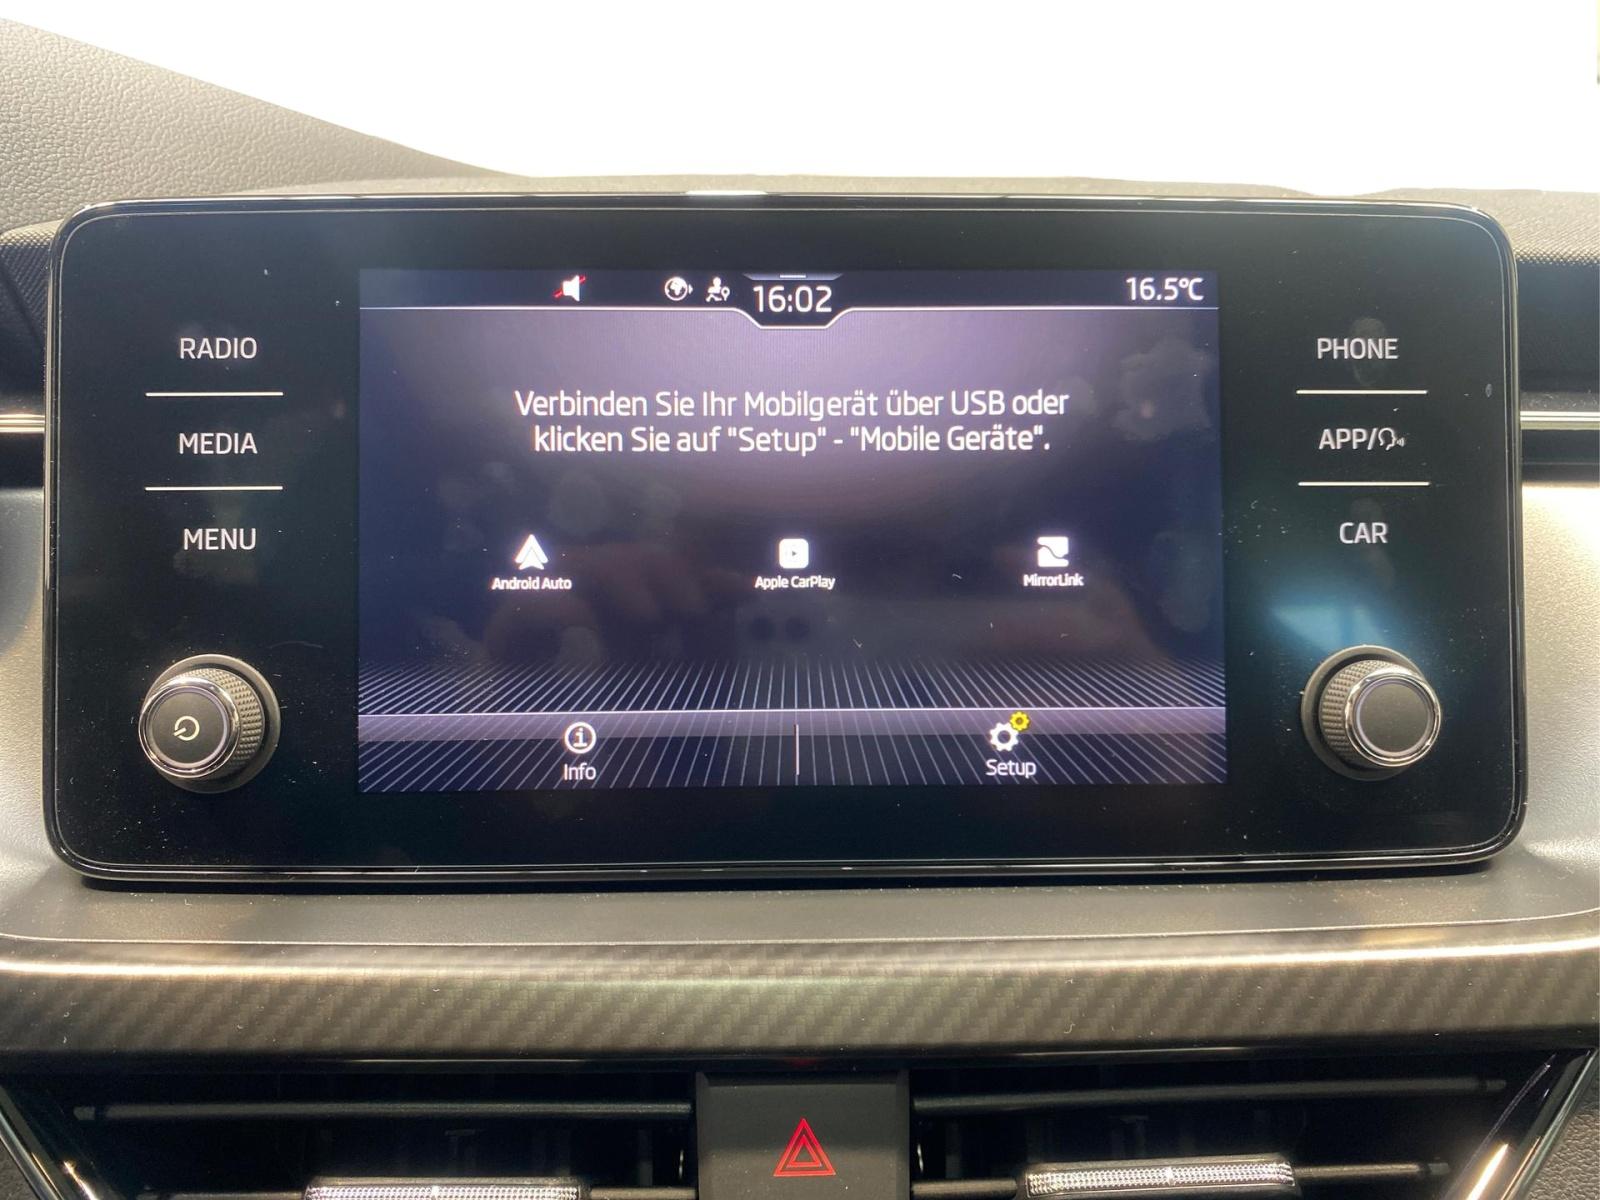 16:02
16.5°C
RADIO
MEDIA
MENU
Verbinden Sie Ihr Mobilgerät über USB oder
klicken Sie auf "Setup" - "Mobile Geräte".
Android Auto
Apple CarPlay
MirrorLink
Info
Setup
PHONE
APP/
CAR